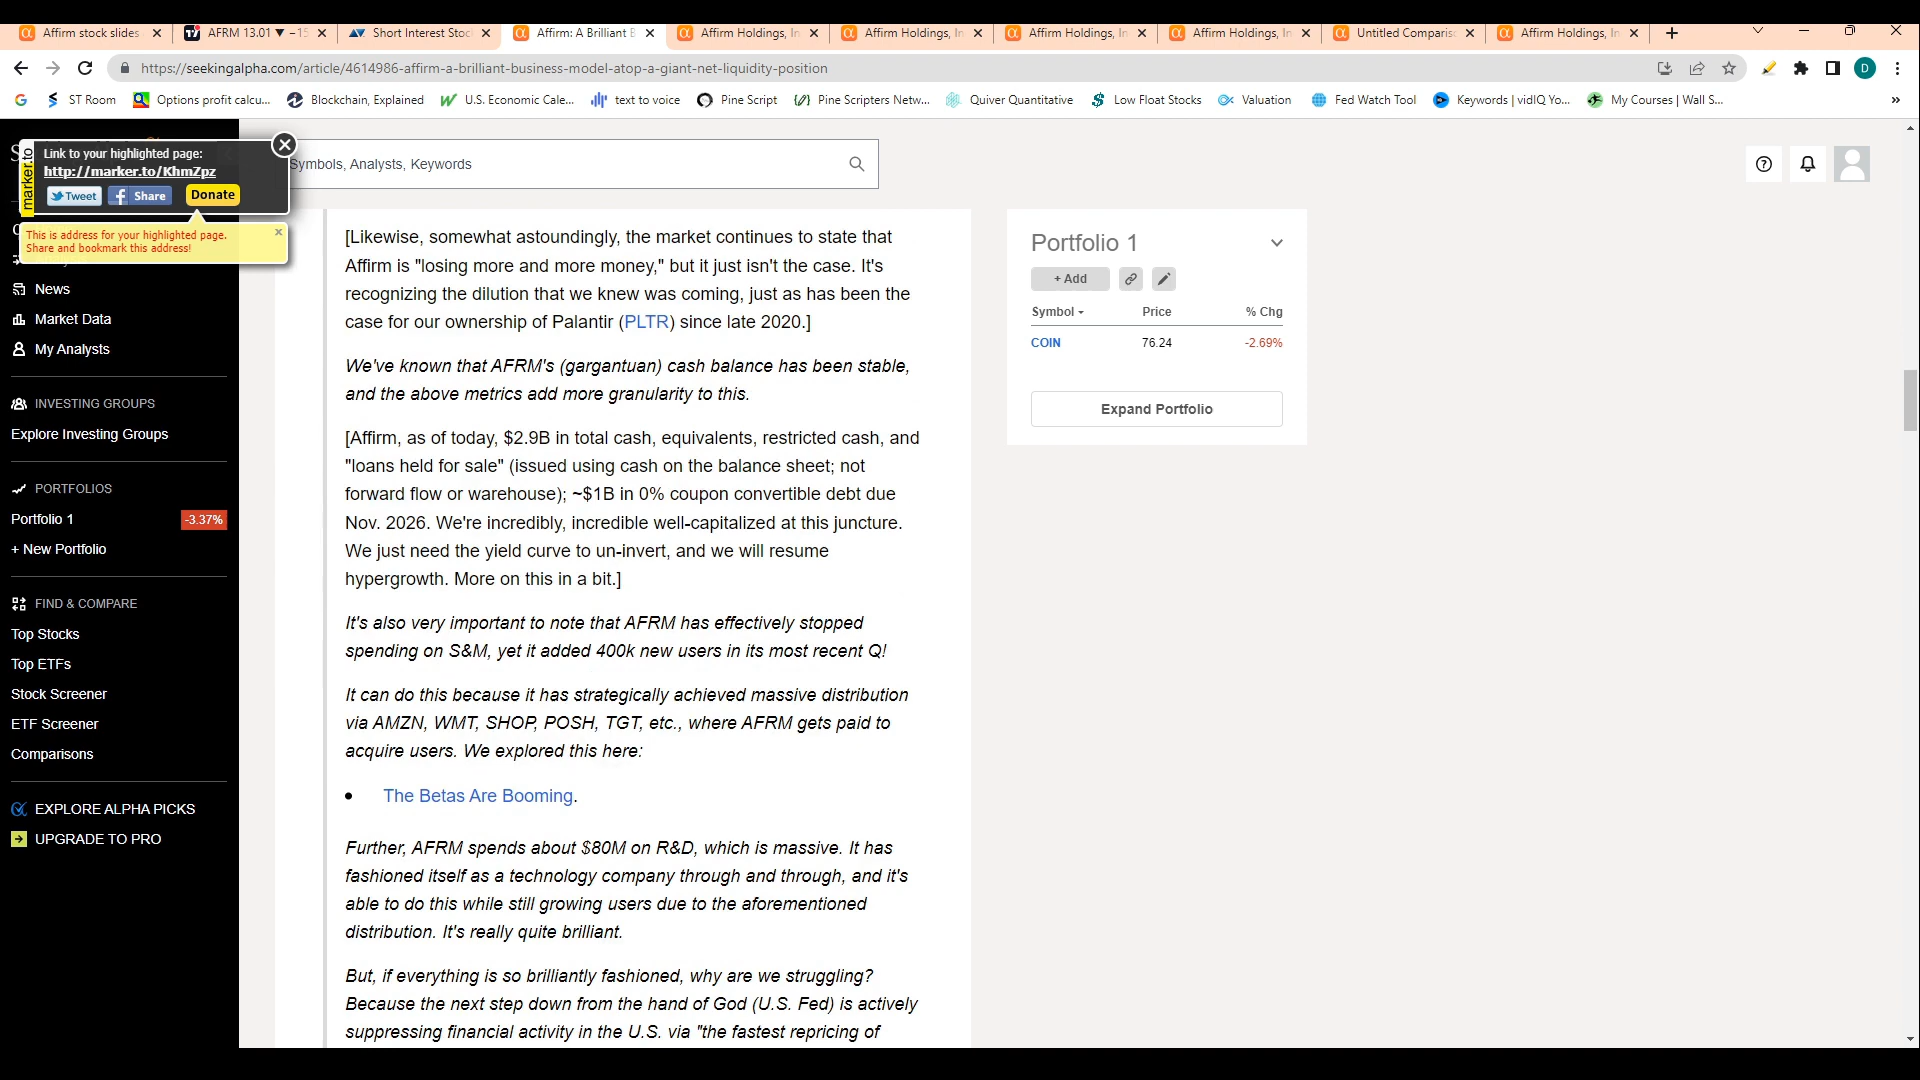 Affirm stock slides
AFRM 13.01 ▼ −15
Short Interest Stoc
Affirm: A Brilliant B
Affirm Holdings, In
Affirm Holdings, In
Affirm Holdings, In
Affirm Holdings, In
Untitled Comparis
Affirm Holdings, In
https://seekingalpha.com/article/4614986-affirm-a-brilliant-business-model-atop-a-giant-net-liquidity-position
D
ST Room
Options profit calcu...
Blockchain, Explained
U.S. Economic Cale...
text to voice
Pine Script
Pine Scripters Netw...
Quiver Quantitative
Low Float Stocks
Valuation
Fed Watch Tool
Keywords | vidIQ Yo...
My Courses | Wall S...
»
marker.to
Link to your highlighted page:
http://marker.to/KhmZpz
Tweet
Share
Donate
This is address for your highlighted page.
Share and bookmark this address!
Symbols, Analysts, Keywords
News
Market Data
My Analysts
INVESTING GROUPS
Explore Investing Groups
PORTFOLIOS
Portfolio 1
-3.37%
+ New Portfolio
FIND & COMPARE
Top Stocks
Top ETFs
Stock Screener
ETF Screener
Comparisons
EXPLORE ALPHA PICKS
UPGRADE TO PRO
[Likewise, somewhat astoundingly, the market continues to state that
Affirm is "losing more and more money," but it just isn't the case. It's
recognizing the dilution that we knew was coming, just as has been the
case for our ownership of Palantir (PLTR) since late 2020.]
We've known that AFRM's (gargantuan) cash balance has been stable,
and the above metrics add more granularity to this.
[Affirm, as of today, $2.9B in total cash, equivalents, restricted cash, and
"loans held for sale" (issued using cash on the balance sheet; not
forward flow or warehouse); ~$1B in 0% coupon convertible debt due
Nov. 2026. We're incredibly, incredible well-capitalized at this juncture.
We just need the yield curve to un-invert, and we will resume
hypergrowth. More on this in a bit.]
It's also very important to note that AFRM has effectively stopped
spending on S&M, yet it added 400k new users in its most recent Q!
It can do this because it has strategically achieved massive distribution
via AMZN, WMT, SHOP, POSH, TGT, etc., where AFRM gets paid to
acquire users. We explored this here:
• The Betas Are Booming.
Further, AFRM spends about $80M on R&D, which is massive. It has
fashioned itself as a technology company through and through, and it's
able to do this while still growing users due to the aforementioned
distribution. It's really quite brilliant.
But, if everything is so brilliantly fashioned, why are we struggling?
Because the next step down from the hand of God (U.S. Fed) is actively
suppressing financial activity in the U.S. via "the fastest repricing of
Portfolio 1
+ Add
Symbol Price % Chg
COIN 76.24 -2.69%
Expand Portfolio